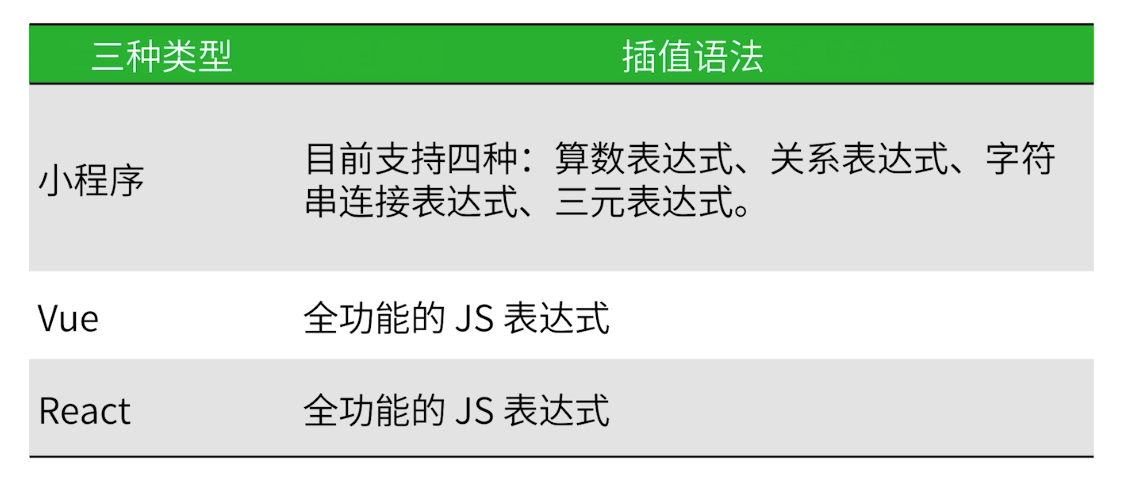 三种类型
插值语法
小程序
目前支持四种：算数表达式、关系表达式、字符
串连接表达式、三元表达式。
Vue
全功能的 JS 表达式
React
全功能的 JS 表达式